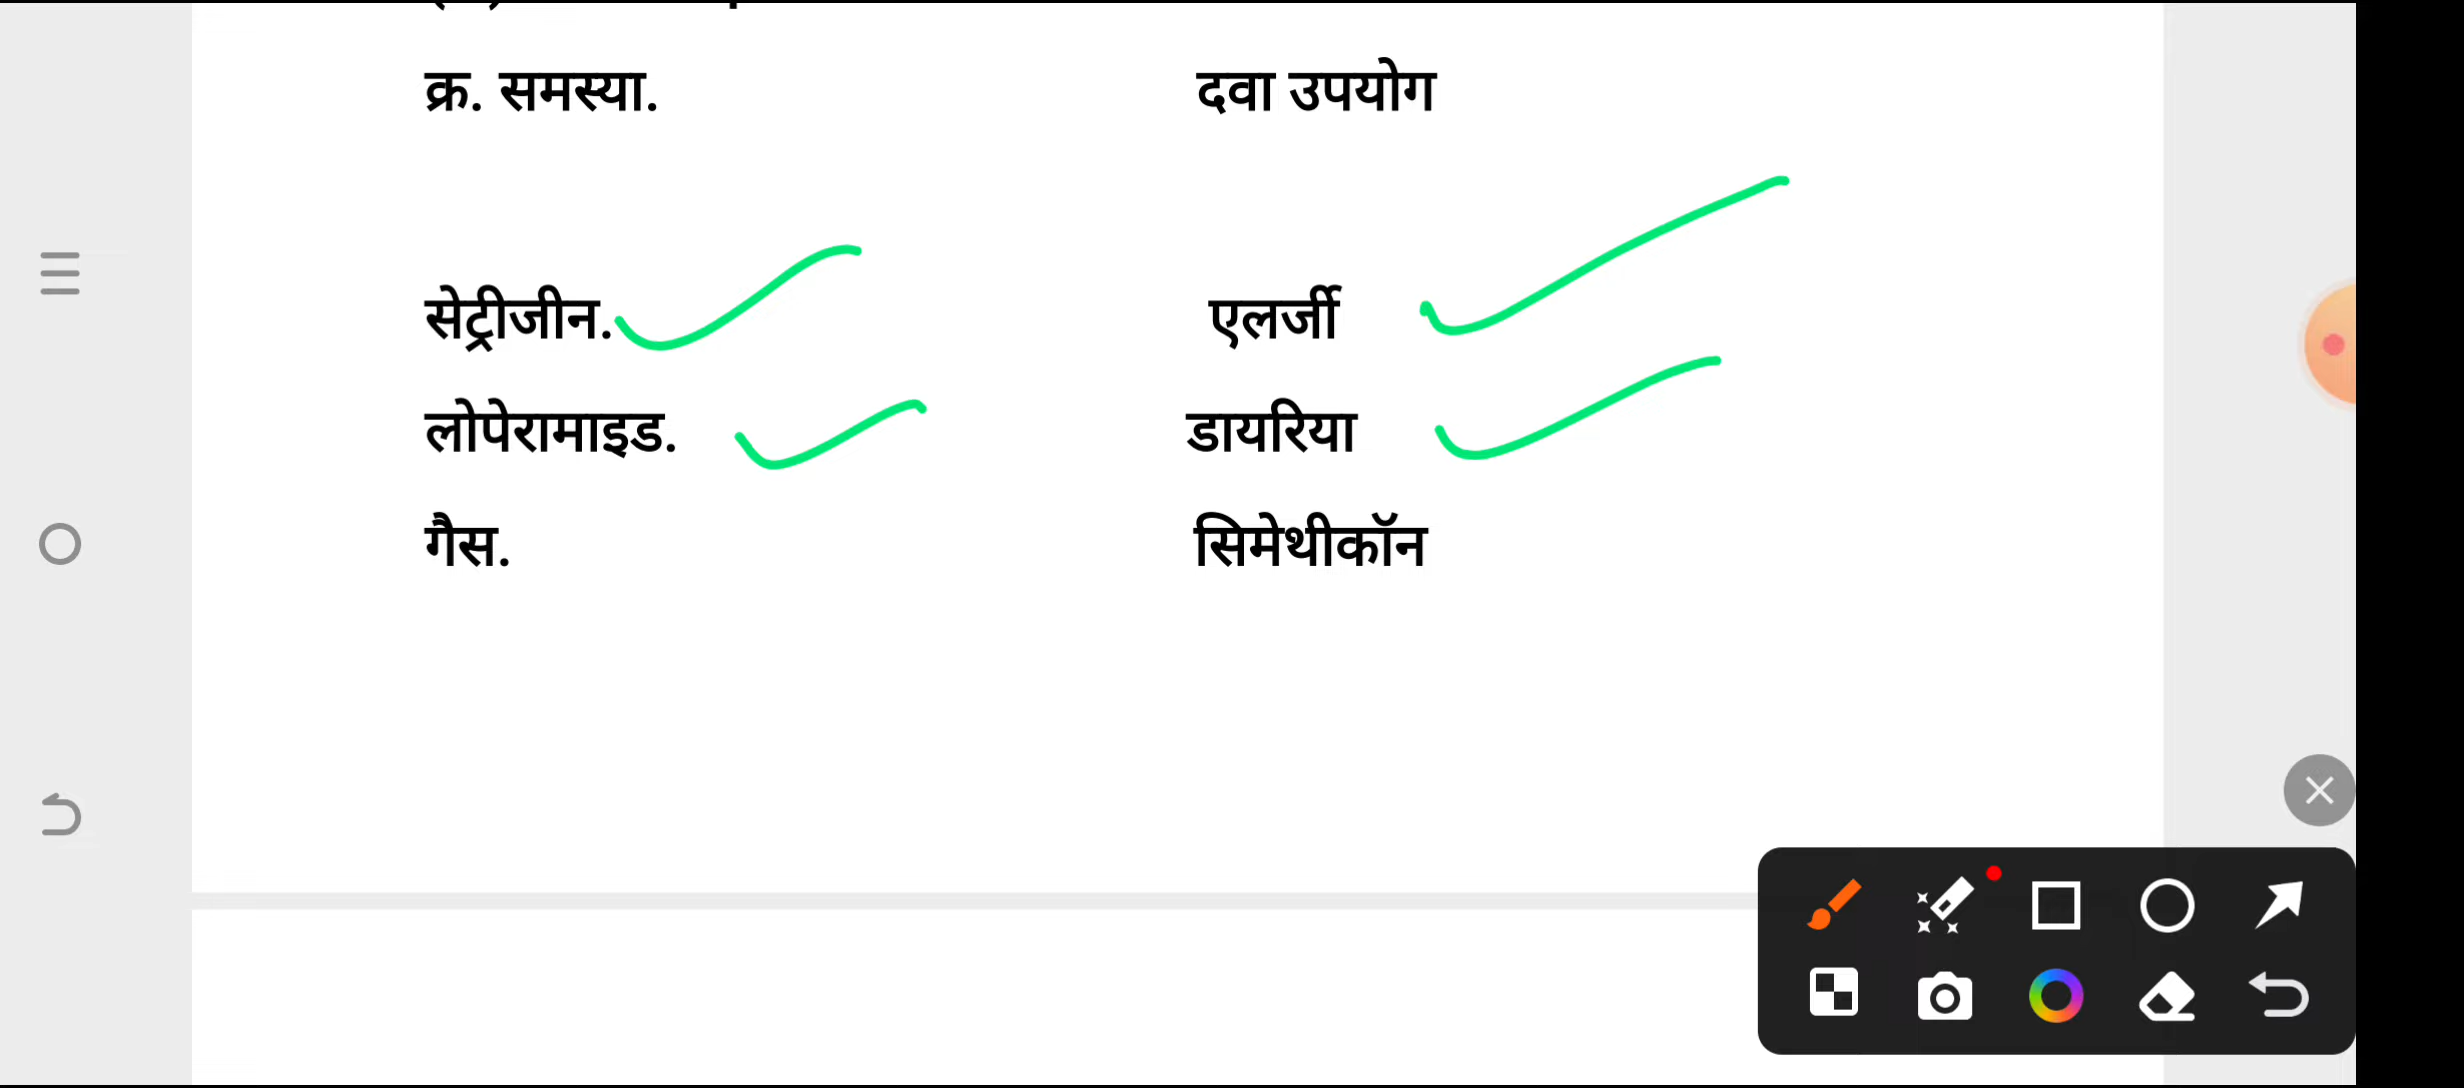 क्र. समस्या. दवा उपयोग
सेट्रीजीन. एलर्जी
लोपेरामाइड. डायरिया
गैस. सिमेथीकॉन